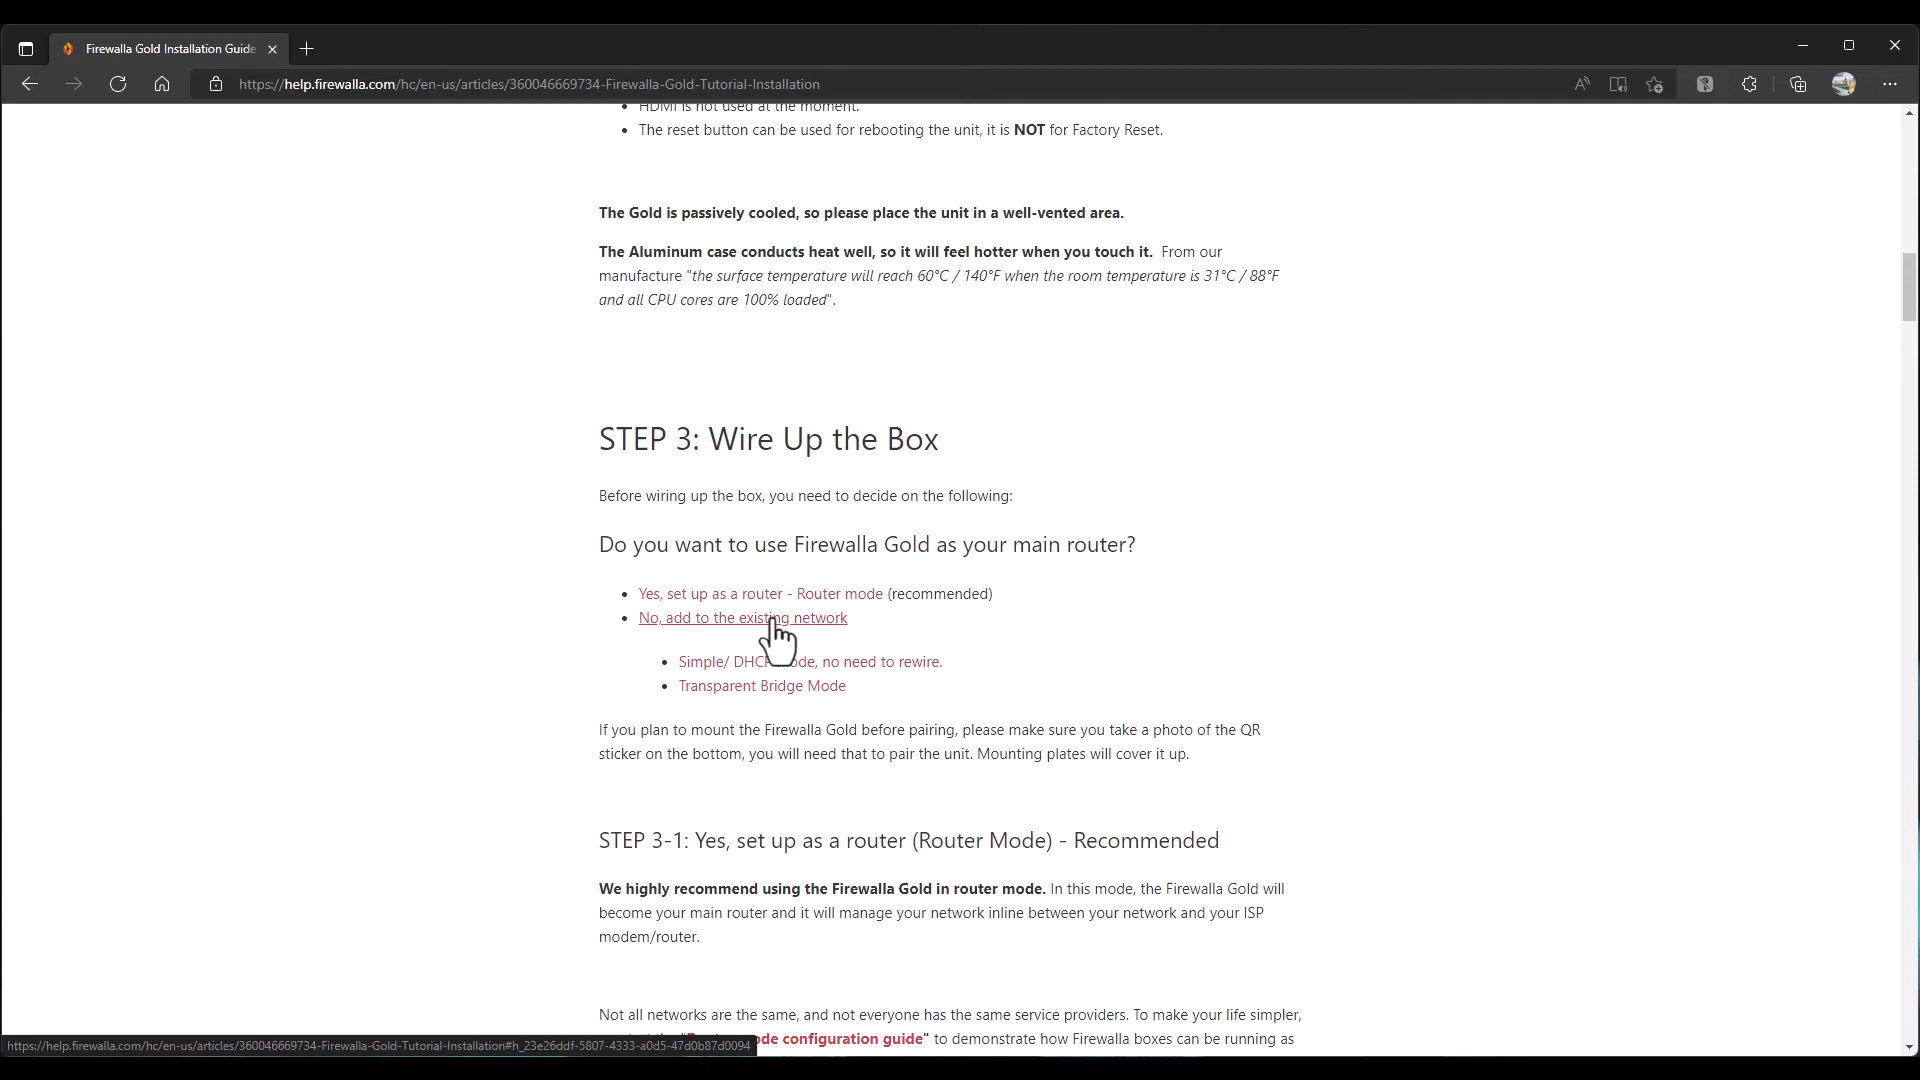 Firewalla Gold Installation Guide
https://help.firewalla.com/hc/en-us/articles/360046669734-Firewalla-Gold-Tutorial-Installation
HDMI is not used at the moment.
The reset button can be used for rebooting the unit, it is NOT for Factory Reset.
The Gold is passively cooled, so please place the unit in a well-vented area.
The Aluminum case conducts heat well, so it will feel hotter when you touch it. From our
manufacture "the surface temperature will reach 60°C / 140°F when the room temperature is 31°C / 88°F
and all CPU cores are 100% loaded".
STEP 3: Wire Up the Box
Before wiring up the box, you need to decide on the following:
Do you want to use Firewalla Gold as your main router?
Yes, set up as a router - Router mode (recommended)
No, add to the existing network
Simple/ DHCP mode, no need to rewire.
Transparent Bridge Mode
If you plan to mount the Firewalla Gold before pairing, please make sure you take a photo of the QR
sticker on the bottom, you will need that to pair the unit. Mounting plates will cover it up.
STEP 3-1: Yes, set up as a router (Router Mode) - Recommended
We highly recommend using the Firewalla Gold in router mode. In this mode, the Firewalla Gold will
become your main router and it will manage your network inline between your network and your ISP
modem/router.
Not all networks are the same, and not everyone has the same service providers. To make your life simpler,
configuration guide" to demonstrate how Firewalla boxes can be running as
https://help.firewalla.com/hc/en-us/articles/360046669734-Firewalla-Gold-Tutorial-Installation#h_23e26ddf-5807-4333-a0d5-47d0b87d0094